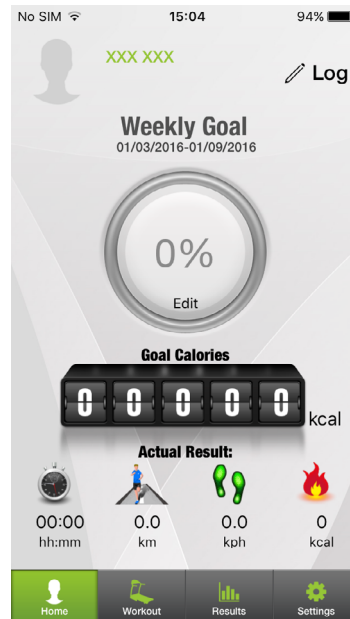 No SIM 15:04 94%
XXX XXX
Log
Weekly Goal
01/03/2016-01/09/2016
0%
Edit
Goal Calories
0 0 0 0 0 kcal
Actual Result:
00:00 0.0 0.0 0
hh:mm km kph kcal
Home Workout Results Settings